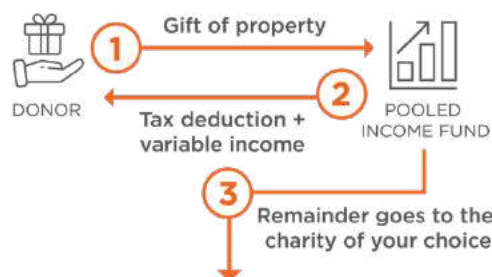 1
Gift of property
DONOR
2
POOLED
INCOME FUND
Tax deduction +
variable income
3
Remainder goes to the
charity of your choice